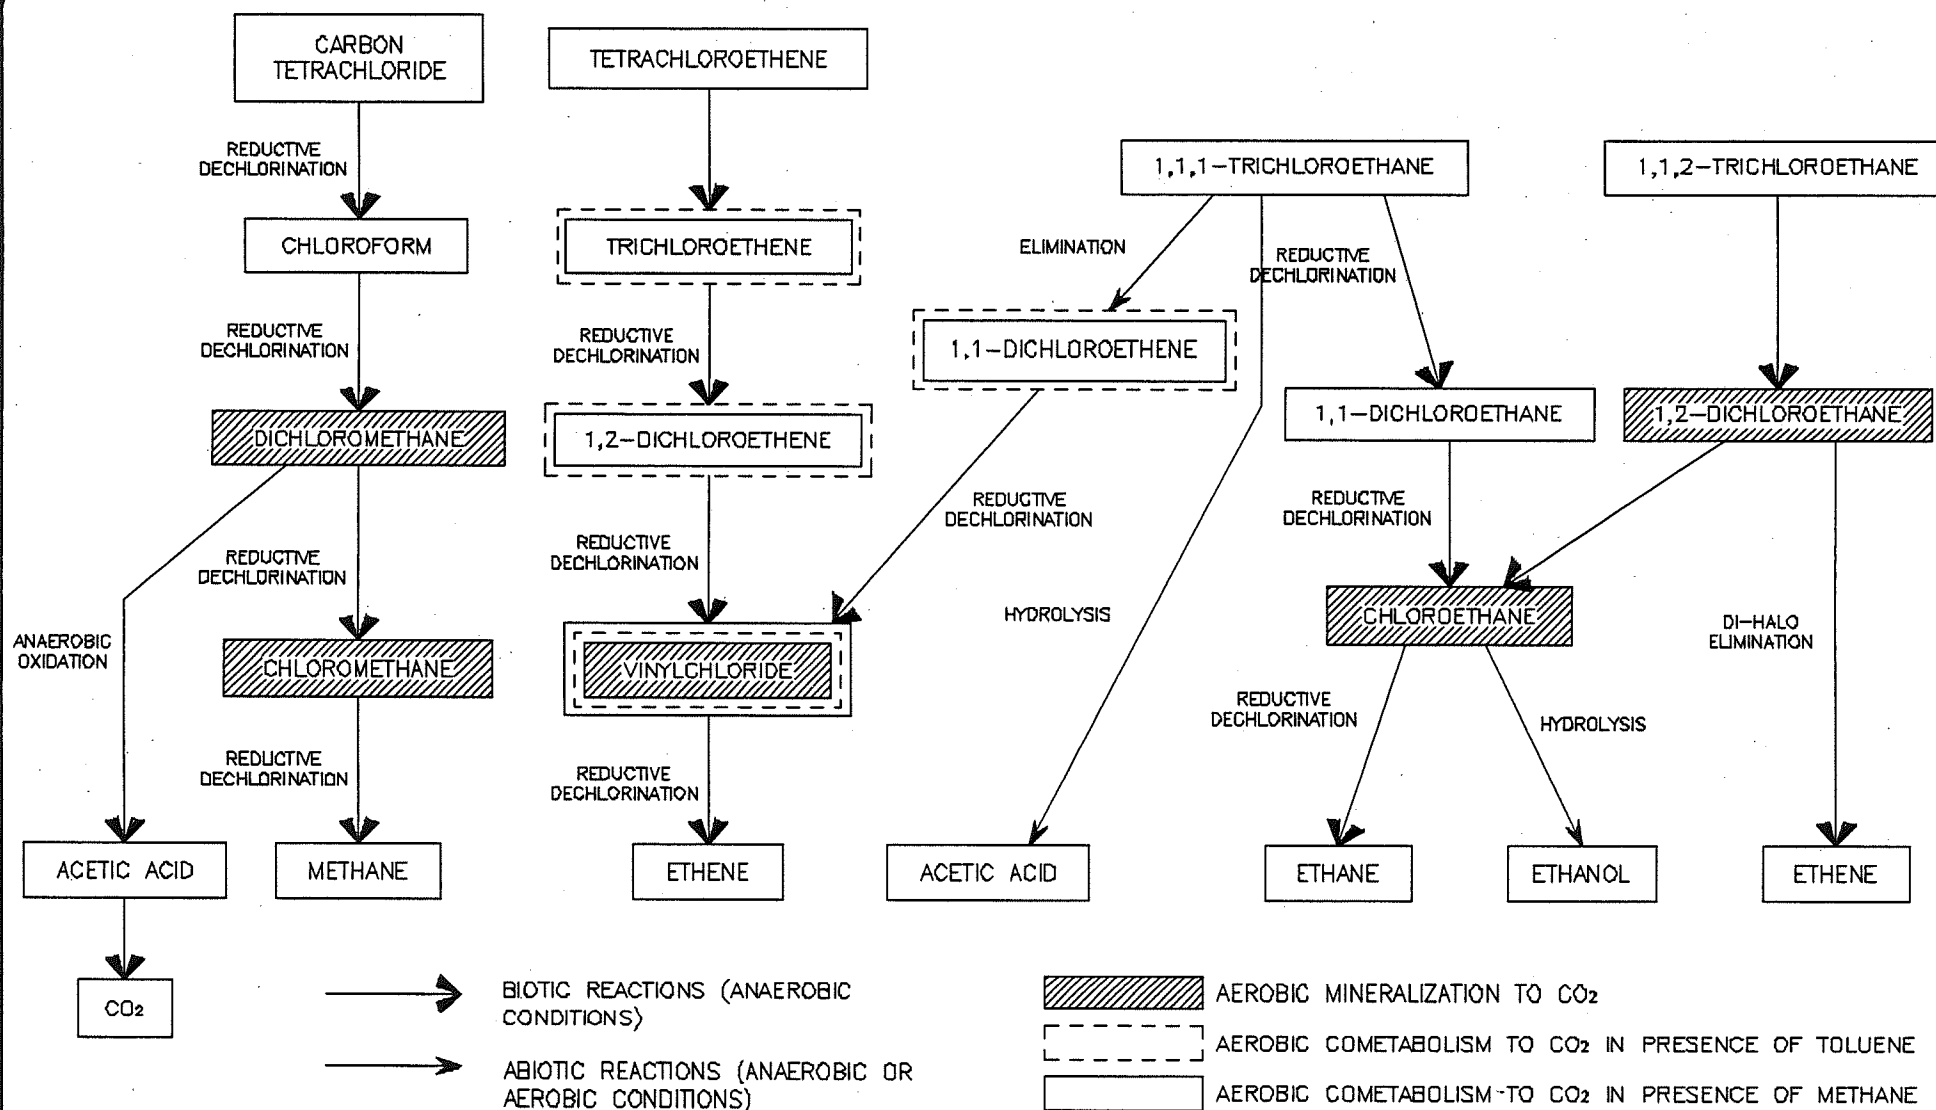 CARBON
TETRACHLORIDE
TETRACHLOROETHENE
REDUCTIVE
DECHLORINATION
1,1,1-TRICHLOROETHANE
1,1,2-TRICHLOROETHANE
CHLOROFORM
TRICHLOROETHENE
ELIMINATION
REDUCTIVE
DECHLORINATION
REDUCTIVE
DECHLORINATION
REDUCTIVE
DECHLORINATION
1,1-DICHLOROETHENE
1,1-DICHLOROETHANE
1,2-DICHLOROETHANE
DICHLOROMETHANE
1,2-DICHLOROETHENE
REDUCTIVE
DECHLORINATION
REDUCTIVE
DECHLORINATION
REDUCTIVE
DECHLORINATION
REDUCTIVE
DECHLORINATION
HYDROLYSIS
CHLOROETHANE
DI-HALO
ELIMINATION
ANAEROBIC
OXIDATION
CHLOROMETHANE
VINYLCHLORIDE
REDUCTIVE
DECHLORINATION
HYDROLYSIS
REDUCTIVE
DECHLORINATION
REDUCTIVE
DECHLORINATION
ACETIC ACID
METHANE
ETHENE
ACETIC ACID
ETHANE
ETHANOL
ETHENE
CO2
BIOTIC REACTIONS (ANAEROBIC
CONDITIONS)
ABIOTIC REACTIONS (ANAEROBIC OR
AEROBIC CONDITIONS)
AEROBIC MINERALIZATION TO CO2
AEROBIC COMETABOLISM TO CO2 IN PRESENCE OF TOLUENE
AEROBIC COMETABOLISM TO CO2 IN PRESENCE OF METHANE